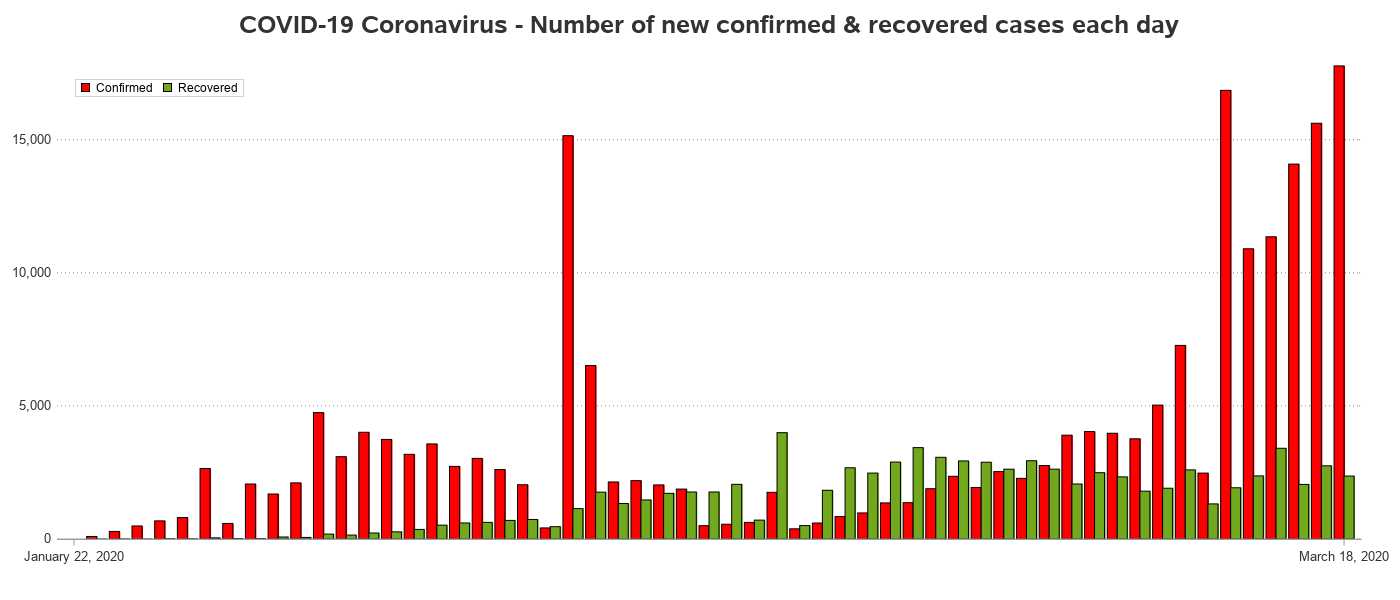 COVID-19 Coronavirus - Number of new confirmed & recovered cases each day
Confirmed Recovered
15,000
10,000
5,000
0
January 22, 2020 March 18, 2020